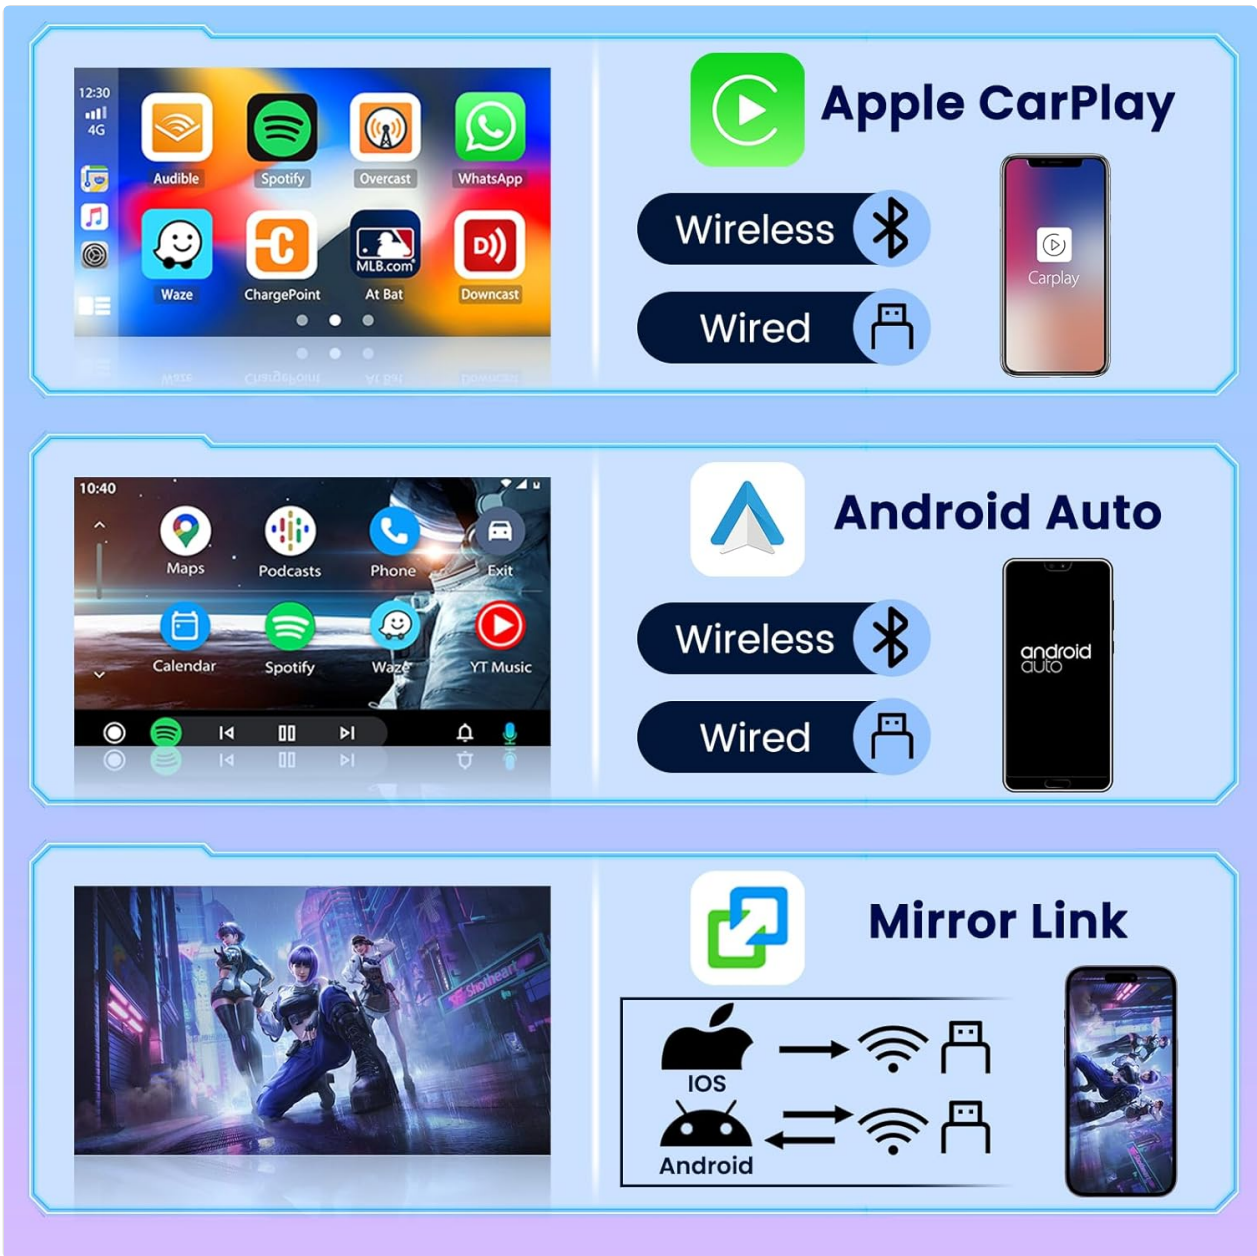 Apple CarPlay
12:30
4G
Audible
Spotify
Overcast
WhatsApp
Waze
ChargePoint
MLB.com
At Bat
D))
Downcast
Wireless
Wired
Carplay
Android Auto
10:40
Maps
Podcasts
Phone
Exit
Calendar
Spotify
Waze
YT Music
Wireless
Wired
android
auto
Mirror Link
Shotheart
IOS
Android